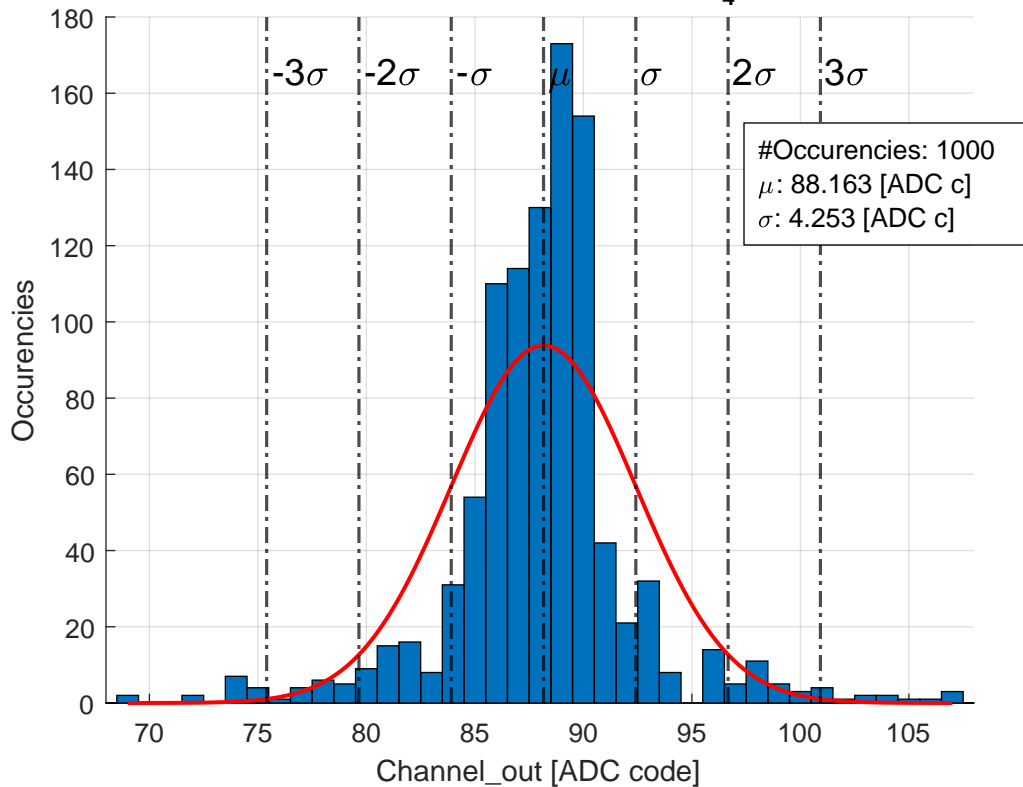 4
180
160
140
120
100
80
60
40
20
0
-3σ -2σ -σ μ σ 2σ 3σ
#Occurencies: 1000
μ: 88.163 [ADC c]
σ: 4.253 [ADC c]
Occurencies
70 75 80 85 90 95 100 105
Channel_out [ADC code]